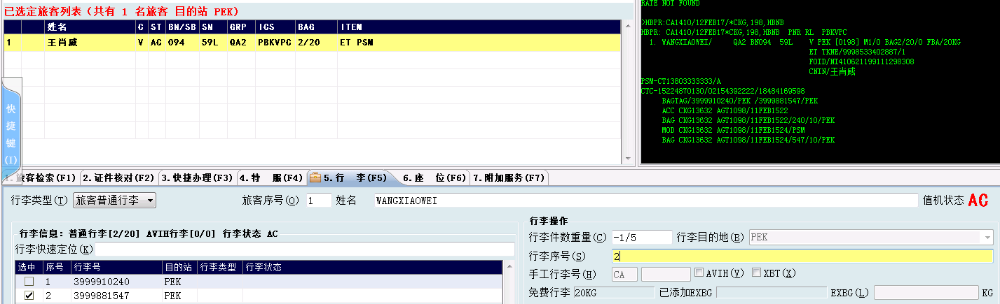 已选定旅客列表（共有 1 名旅客 目的站 PEK）
姓名 C ST BN/SB SN GRP ICS BAG ITEM
1 王肖威 V AC 094 59L QA2 PBKVPC 2/20 ET PSM
快捷键(I)
RATE NOT FOUND
>HBPR:CA1410/12FEB17/*CKG,198,HBNB
HBPR: CA1410/12FEB17*CKG,198,HBNB PNR RL PBKVPC
1. WANGXIAOWEI/ QA2 BN094 59L V PEK [0198] M1/0 BAG2/20/0 FBA/20KG
ET TKNE/9998533402887/1
FOID/NI410621199111298308
CNIN/王肖威
PSM-CT13803333333/A
CTC-15224870130/02154392222/18484169598
BAGTAG/3999910240/PEK /3999881547/PEK
ACC CKG13632 AGT1098/11FEB1522
BAG CKG13632 AGT1098/11FEB1522/240/10/PEK
MOD CKG13632 AGT1098/11FEB1524/PSM
BAG CKG13632 AGT1098/11FEB1524/547/10/PEK
1.旅客检索(F1) 2.证件核对(F2) 3.快捷办理(F3) 4.特 服(F4) 5.行 李(F5) 6.座 位(F6) 7.附加服务(F7)
行李类型(T) 旅客普通行李 旅客序号(O) 1 姓名 WANGXIAOWEI 值机状态 AC
行李信息：普通行李[2/20] AVIH行李[0/0] 行李状态 AC
行李快速定位(K)
选中 序号 行李号 目的站 行李类型 行李状态
1 3999910240 PEK
2 3999881547 PEK
行李操作
行李件数重量(C) -1/5 行李目的地(B) PEK
行李序号(S) 2
手工行李号(H) CA AVIH(V) XBT(X)
免费行李 20KG 已添加EXBG EXBG(L) KG